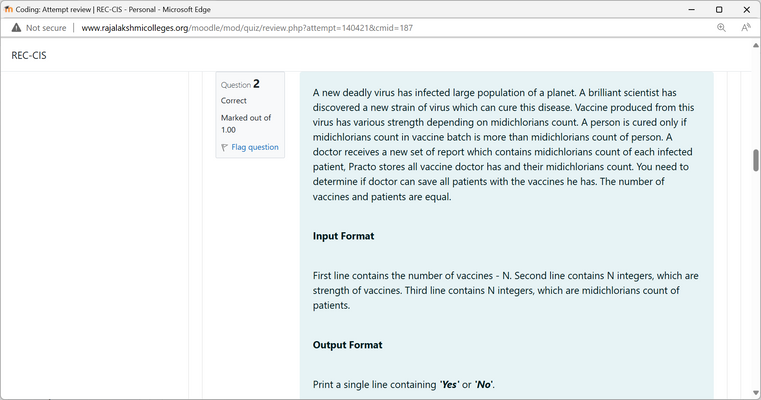 Coding: Attempt review | REC-CIS - Personal - Microsoft Edge
Not secure | www.rajalakshmicolleges.org/moodle/mod/quiz/review.php?attempt=140421&cmid=187
REC-CIS
Question 2
Correct
Marked out of
1.00
Flag question
A new deadly virus has infected large population of a planet. A brilliant scientist has
discovered a new strain of virus which can cure this disease. Vaccine produced from this
virus has various strength depending on midichlorians count. A person is cured only if
midichlorians count in vaccine batch is more than midichlorians count of person. A
doctor receives a new set of report which contains midichlorians count of each infected
patient, Practo stores all vaccine doctor has and their midichlorians count. You need to
determine if doctor can save all patients with the vaccines he has. The number of
vaccines and patients are equal.
Input Format
First line contains the number of vaccines - N. Second line contains N integers, which are
strength of vaccines. Third line contains N integers, which are midichlorians count of
patients.
Output Format
Print a single line containing 'Yes' or 'No'.